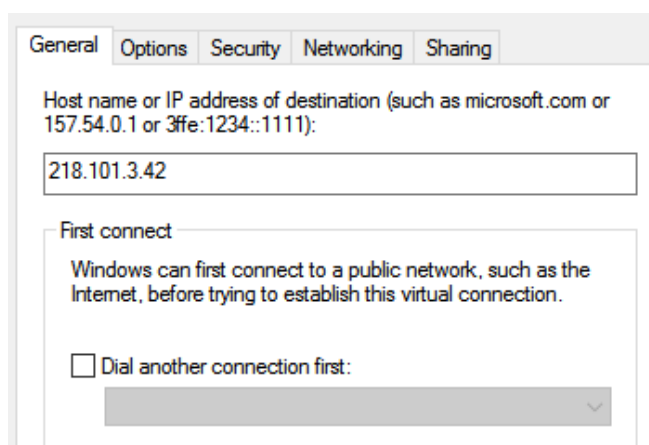 General Options Security Networking Sharing
Host name or IP address of destination (such as microsoft.com or
157.54.0.1 or 3ffe:1234::1111):
218.101.3.42
First connect
Windows can first connect to a public network, such as the
Internet, before trying to establish this virtual connection.
Dial another connection first: